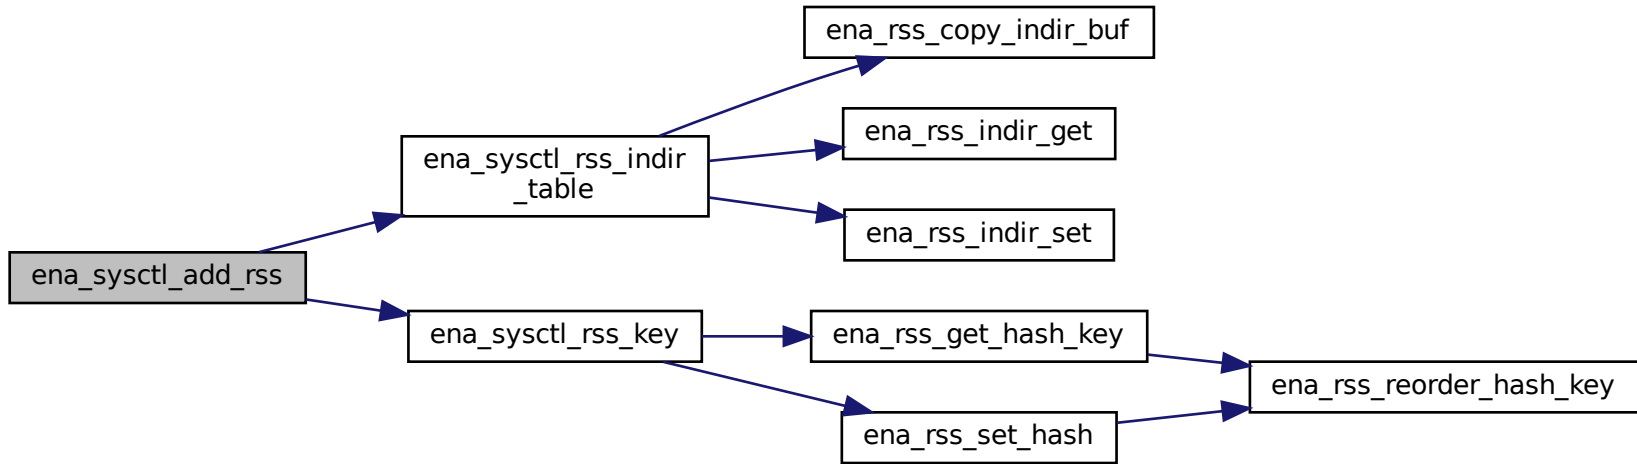 ena_sysctl_add_rss
ena_sysctl_rss_indir
_table
ena_rss_copy_indir_buf
ena_rss_indir_get
ena_rss_indir_set
ena_sysctl_rss_key
ena_rss_get_hash_key
ena_rss_set_hash
ena_rss_reorder_hash_key